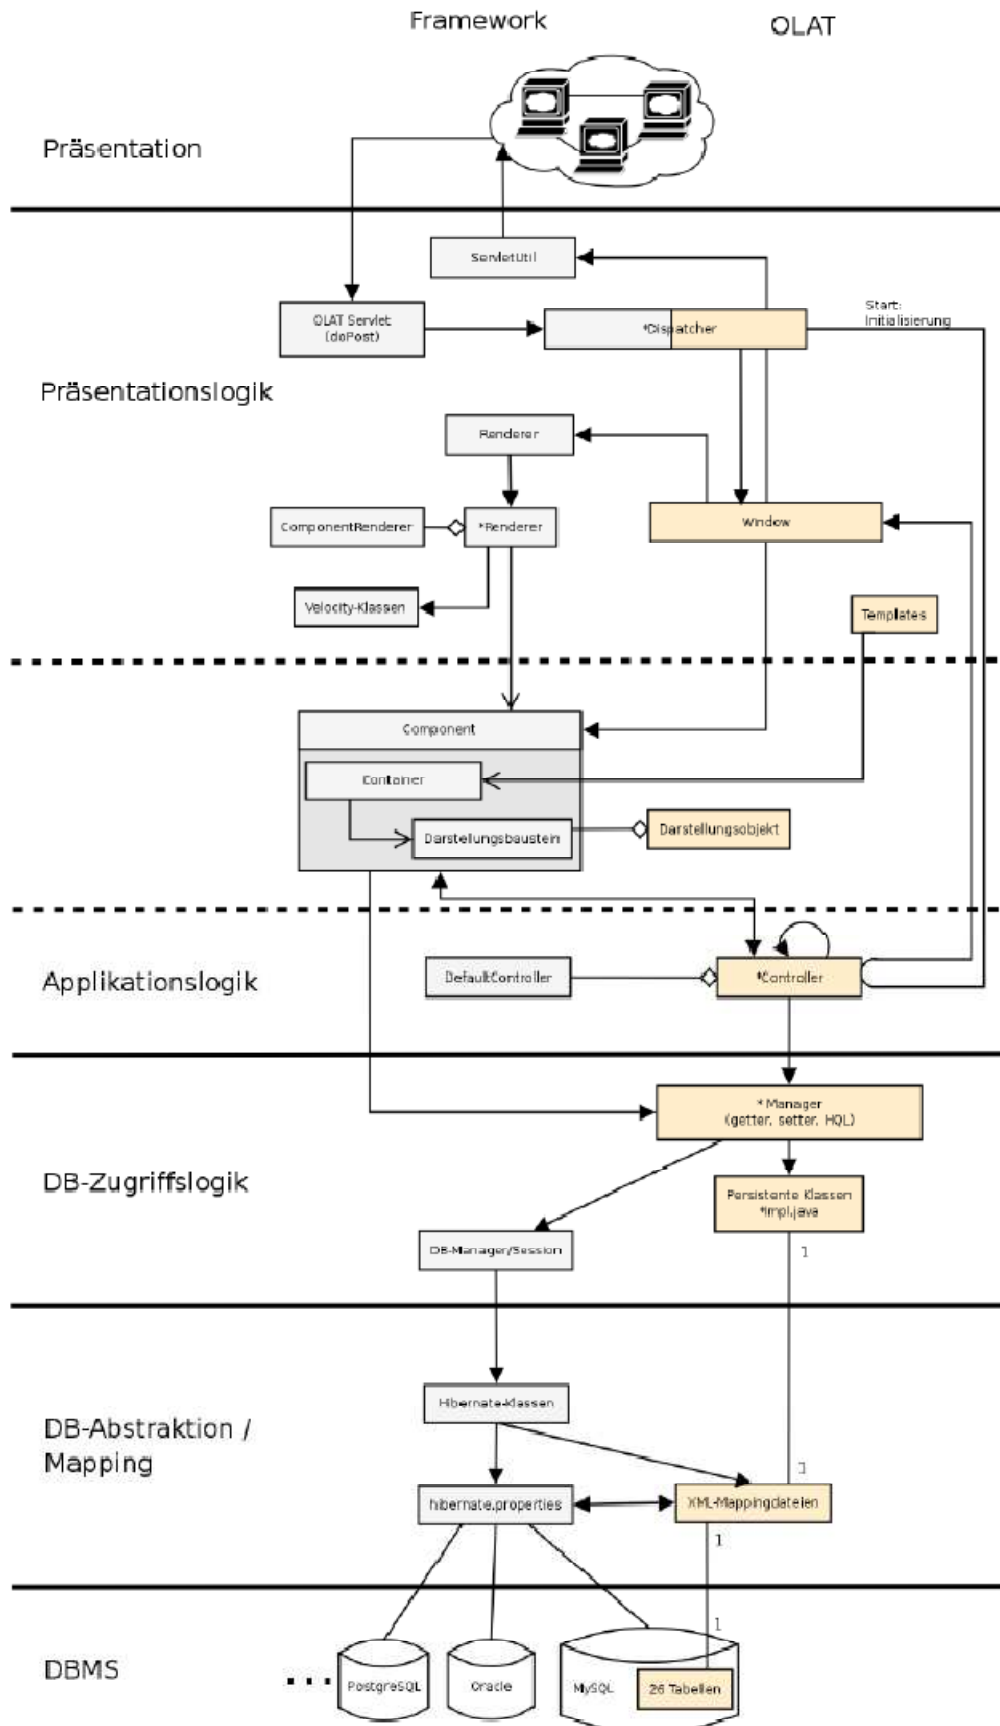 Framework
OLAT
Präsentation
ServletUtil
Start:
Initialisierung
OLAT Servlet
(doPost)
*Dispatcher
Präsentationslogik
Renderer
ComponentRenderer
*Renderer
Window
Velocity-Klassen
Templates
Component
Container
Darstellungsbaustein
Darstellungsobjekt
Applikationslogik
DefaultController
*Controller
* Manager
(getter, setter, HQL)
DB-Zugriffslogik
Persistente Klassen
*Impl.java
DB-Manager/Session
1
Hibernate-Klassen
DB-Abstraktion /
Mapping
1
hibernate.properties
XML-Mappingdateien
1
1
DBMS
...
PostgreSQL
Oracle
MySQL
26 Tabellen